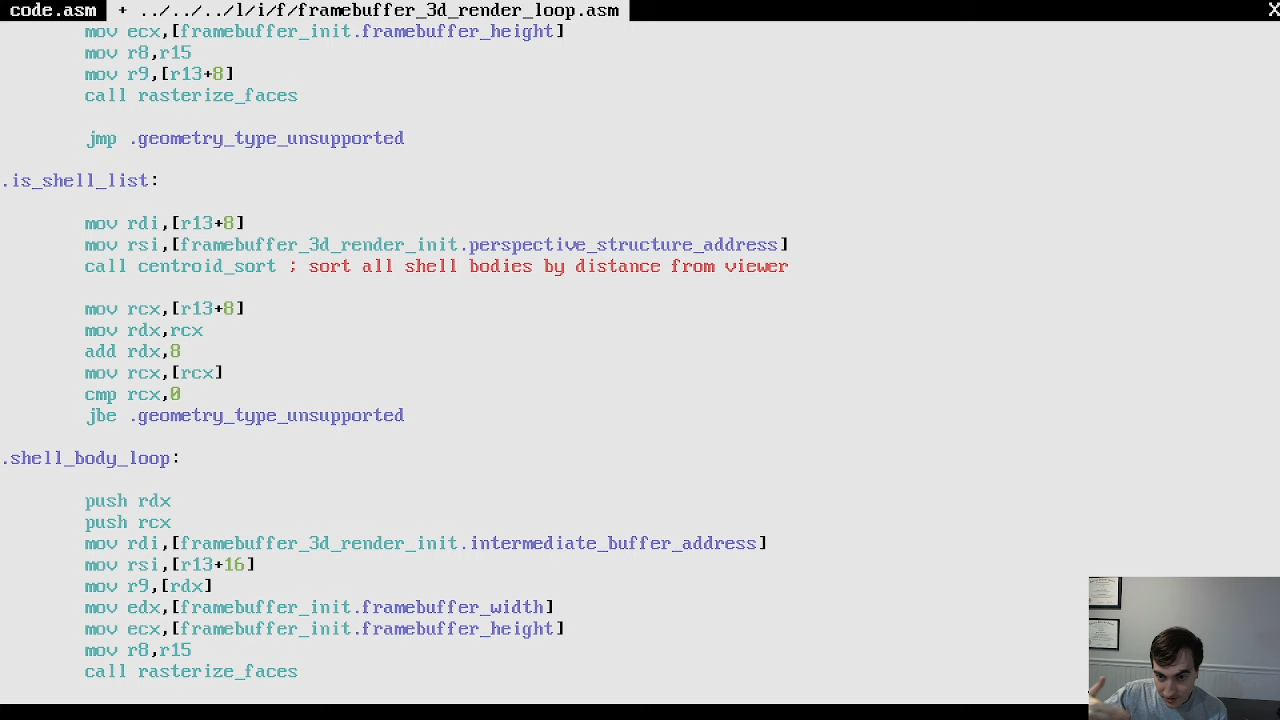 code.asm + ../../../l/i/f/framebuffer_3d_render_loop.asm X
mov ecx,[framebuffer_init.framebuffer_height]
mov r8,r15
mov r9,[r13+8]
call rasterize_faces
jmp .geometry_type_unsupported
.is_shell_list:
mov rdi,[r13+8]
mov rsi,[framebuffer_3d_render_init.perspective_structure_address]
call centroid_sort ; sort all shell bodies by distance from viewer
mov rcx,[r13+8]
mov rdx,rcx
add rdx,8
mov rcx,[rcx]
cmp rcx,0
jbe .geometry_type_unsupported
.shell_body_loop:
push rdx
push rcx
mov rdi,[framebuffer_3d_render_init.intermediate_buffer_address]
mov rsi,[r13+16]
mov r9,[rdx]
mov edx,[framebuffer_init.framebuffer_width]
mov ecx,[framebuffer_init.framebuffer_height]
mov r8,r15
call rasterize_faces